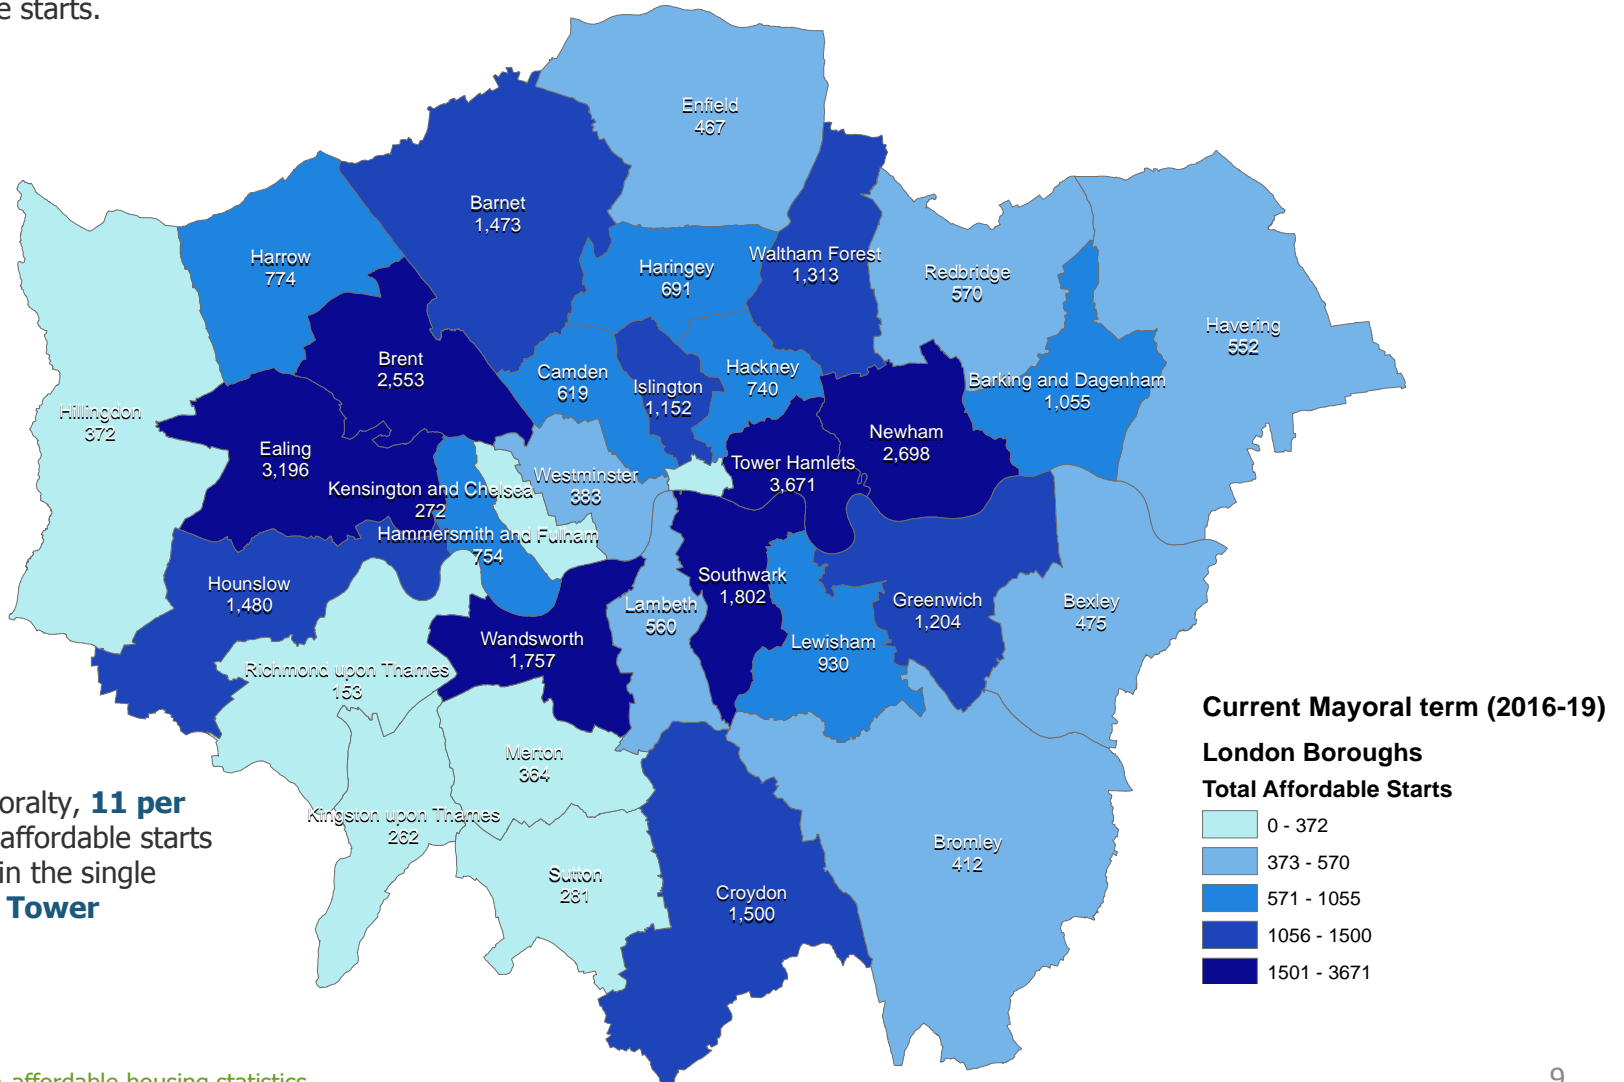 e starts.
Enfield
467
Barnet
1,473
Harrow
774
Haringey
691
Waltham Forest
1,313
Redbridge
570
Havering
552
Brent
2,553
Camden
619
Islington
1,152
Hackney
740
Barking and Dagenham
1,055
Hillingdon
372
Ealing
3,196
Newham
2,698
Tower Hamlets
3,671
Westminster
383
Kensington and Chelsea
272
Hammersmith and Fulham
754
Hounslow
1,480
Southwark
1,802
Lambeth
560
Greenwich
1,204
Bexley
475
Wandsworth
1,757
Lewisham
930
Richmond upon Thames
153
Merton
364
Kingston upon Thames
262
Sutton
281
Croydon
1,500
Bromley
412
oralty, 11 per
affordable starts
in the single
Tower
Current Mayoral term (2016-19)
London Boroughs
Total Affordable Starts
0 - 372
373 - 570
571 - 1055
1056 - 1500
1501 - 3671
affordable housing statistics
9